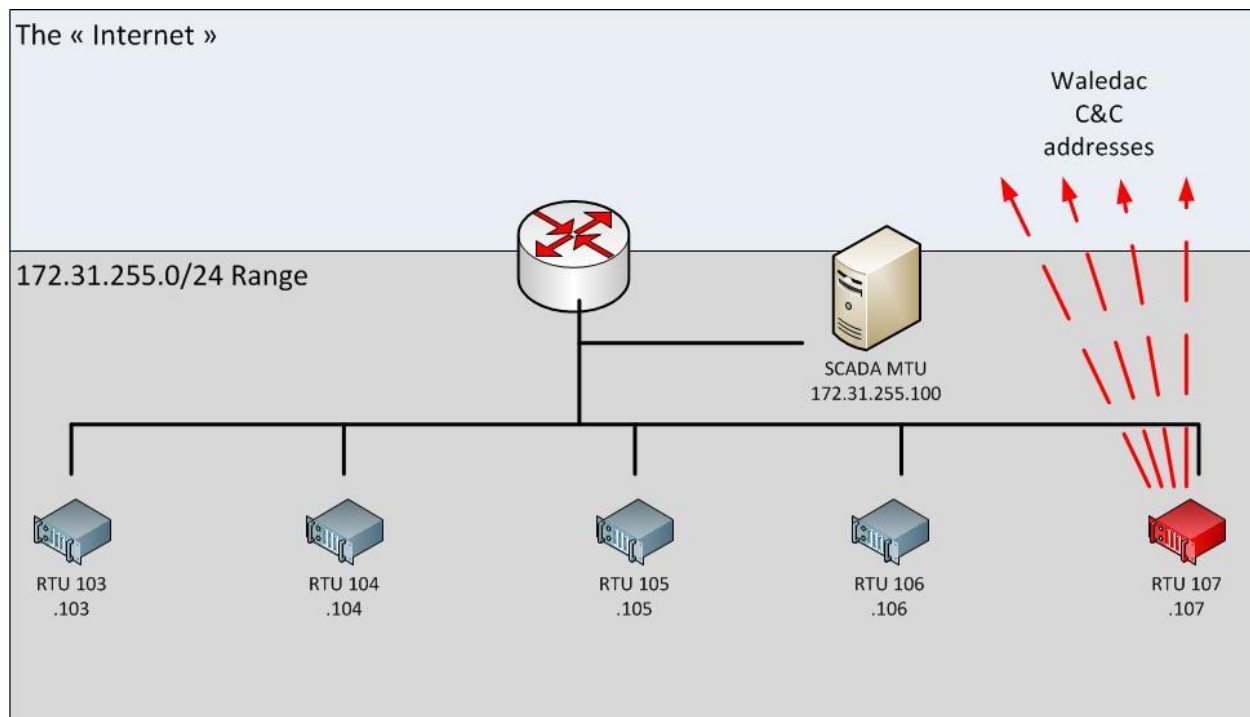 The « Internet »
Waledac
C&C
addresses
172.31.255.0/24 Range
SCADA MTU
172.31.255.100
RTU 103
.103
RTU 104
.104
RTU 105
.105
RTU 106
.106
RTU 107
.107